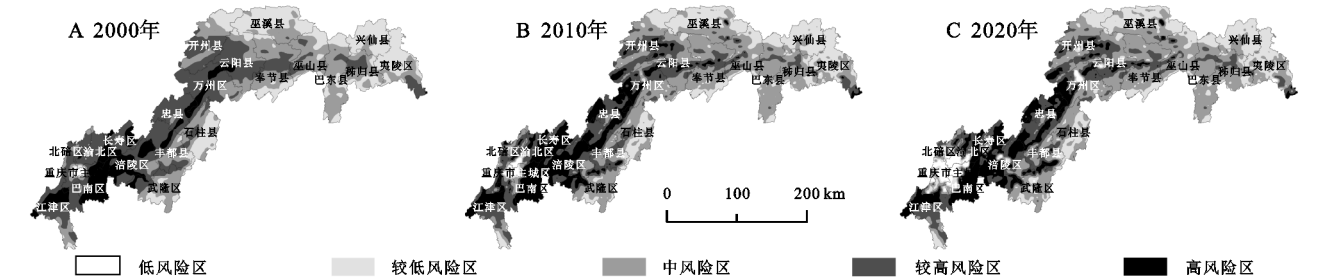 A 2000年
巫溪县
兴仙县
开州县
云阳县
巫山县
秭归县
夷陵区
奉节县
巴东县
万州区
忠县
石柱县
长寿区
北碚区
渝北区
丰都县
涪陵区
重庆市主
巴南区
武隆区
江津区
B 2010年
巫溪县
兴仙县
开州县
云阳县
巫山县
秭归县
夷陵区
奉节县
巴东县
万州区
忠县
石柱县
长寿区
北碚区
渝北区
丰都县
涪陵区
重庆市主城区
巴南区
武隆区
江津区
C 2020年
巫溪县
兴仙县
开州县
云阳县
巫山县
秭归县
夷陵区
奉节县
巴东县
万州区
忠县
石柱县
长寿区
北碚区
北区
丰都县
涪陵区
重庆市主
巴南区
武隆区
江津区
0 100 200 km
低风险区
较低风险区
中风险区
较高风险区
高风险区